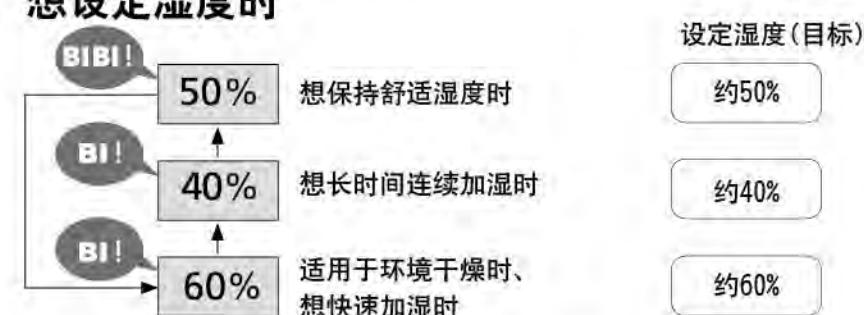 想设定湿度时
设定湿度(目标)
BIBI!
50%
想保持舒适湿度时
约50%
BI!
40%
想长时间连续加湿时
约40%
BI!
60%
适用于环境干燥时、
想快速加湿时
约60%